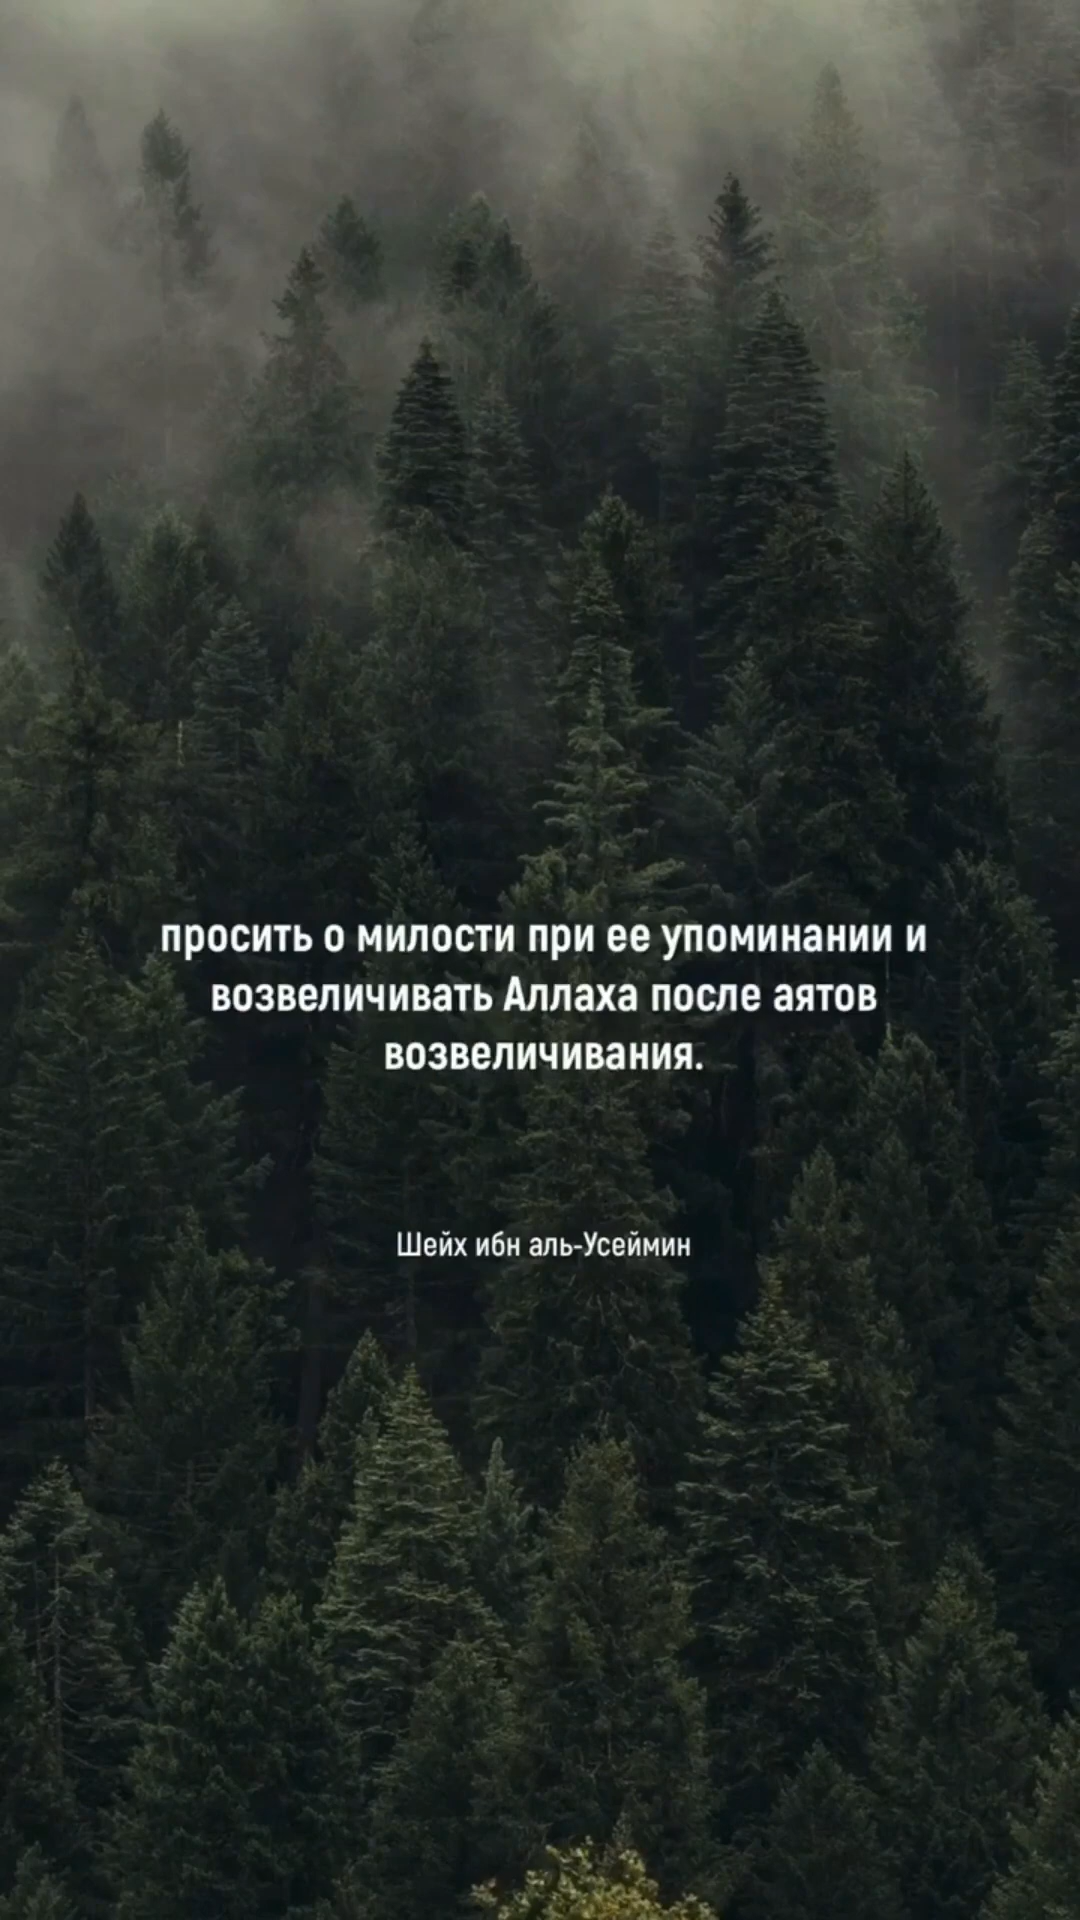 просить о милости при ее упоминании и
возвеличивать Аллаха после аятов
возвеличивания.
Шейх ибн аль-Усеймин